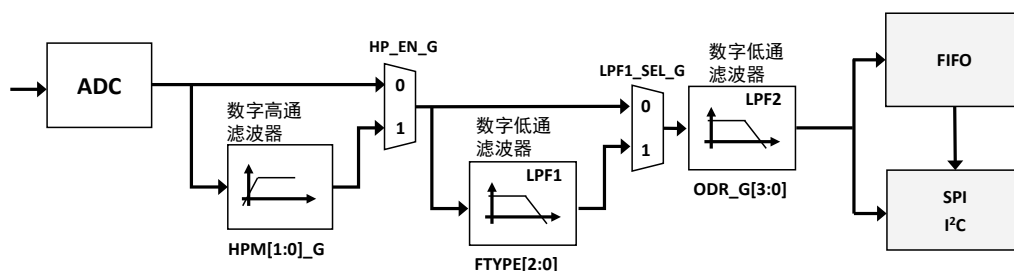 ADC
HP_EN_G
0
1
数字高通
滤波器
HPM[1:0]_G
LPF1_SEL_G
0
1
数字低通
滤波器
LPF1
FTYPE[2:0]
数字低通
滤波器
LPF2
ODR_G[3:0]
FIFO
SPI
I²C